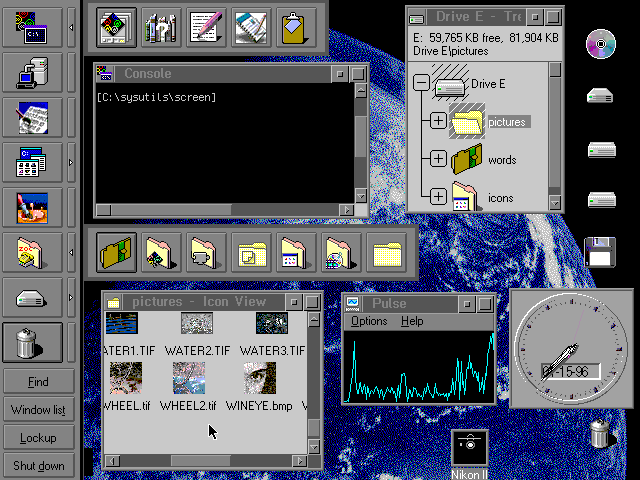 C:\
Console
[C:\sysutils\screen]
Drive E - Tre
E: 59,765 KB free, 81,904 KB
Drive E\pictures
Drive E
pictures
words
icons
C:
pictures - Icon View
WATER1.TIF WATER2.TIF WATER3.TIF
WHEEL.tif WHEEL2.tif WINEYE.bmp
Pulse
Options Help
-15-96
Find
Window list
Lockup
Shut down
Nikon II